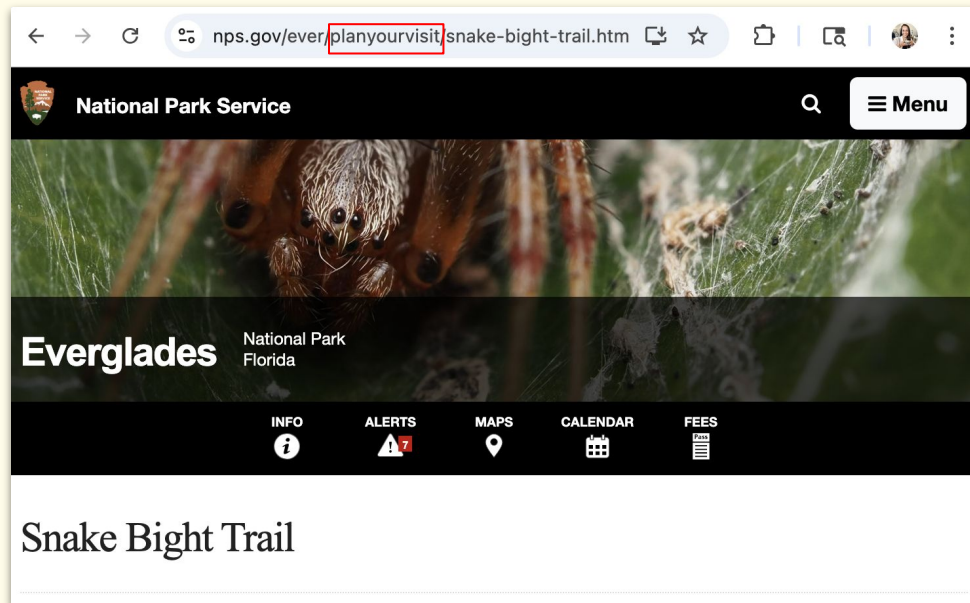 nps.gov/ever/planyourvisit/snake-bight-trail.htm
National Park Service
Menu
Everglades
National Park
Florida
INFO
ALERTS
MAPS
CALENDAR
FEES
i
! 7
Pass
Snake Bight Trail